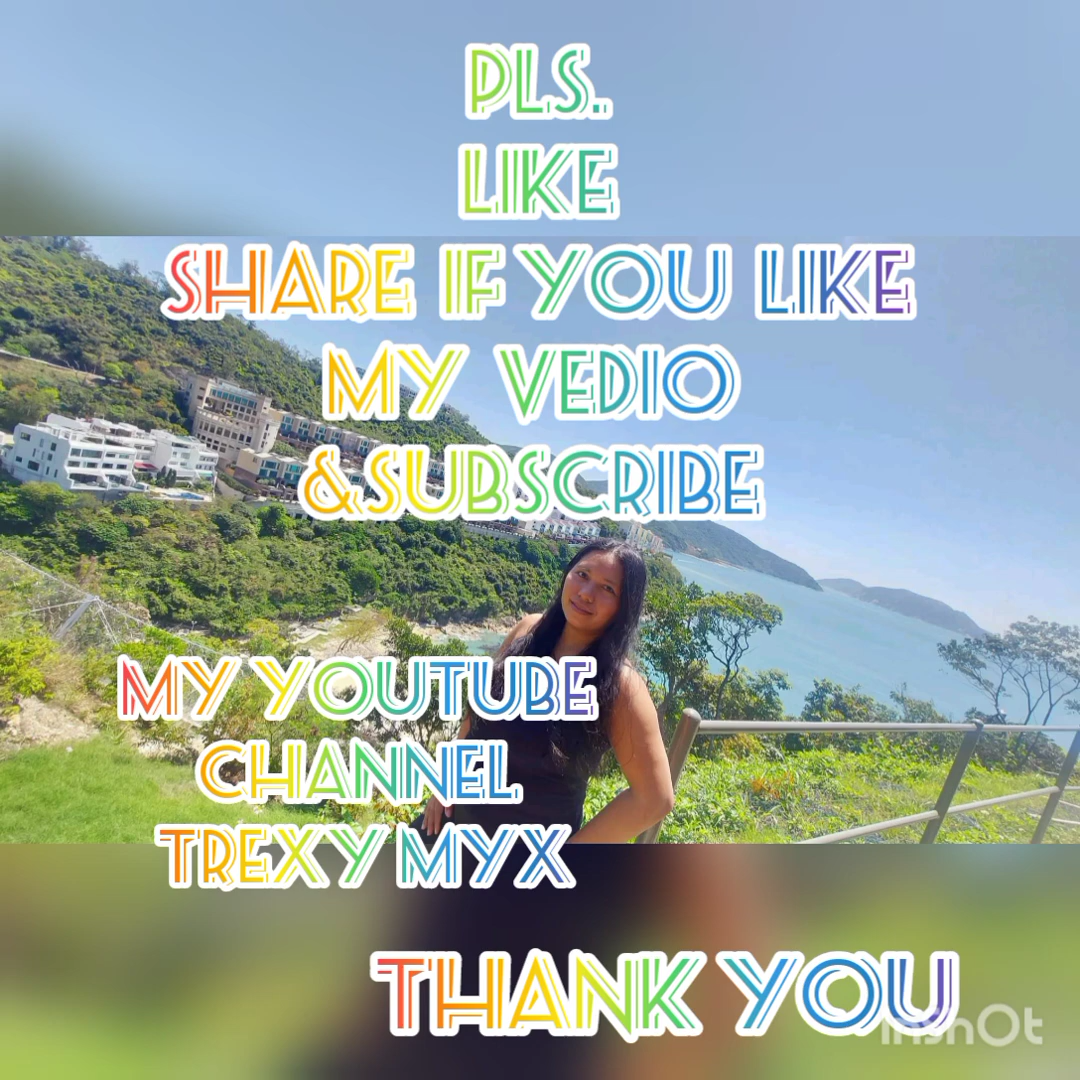 PLS..
LIKE
SHARE IF YOU LIKE
MY VEDIO
&SUBSCRIBE
MY YOUTUBE
CHANNEL
TREXY MYX
THANK YOU
InShOt